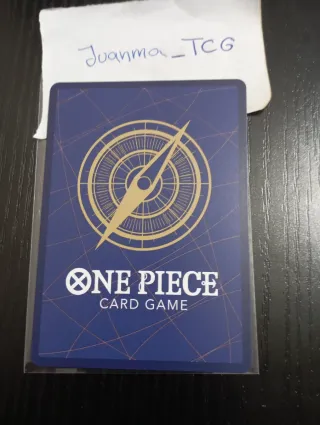 Juanma_TCG
ONE PIECE
CARD GAME